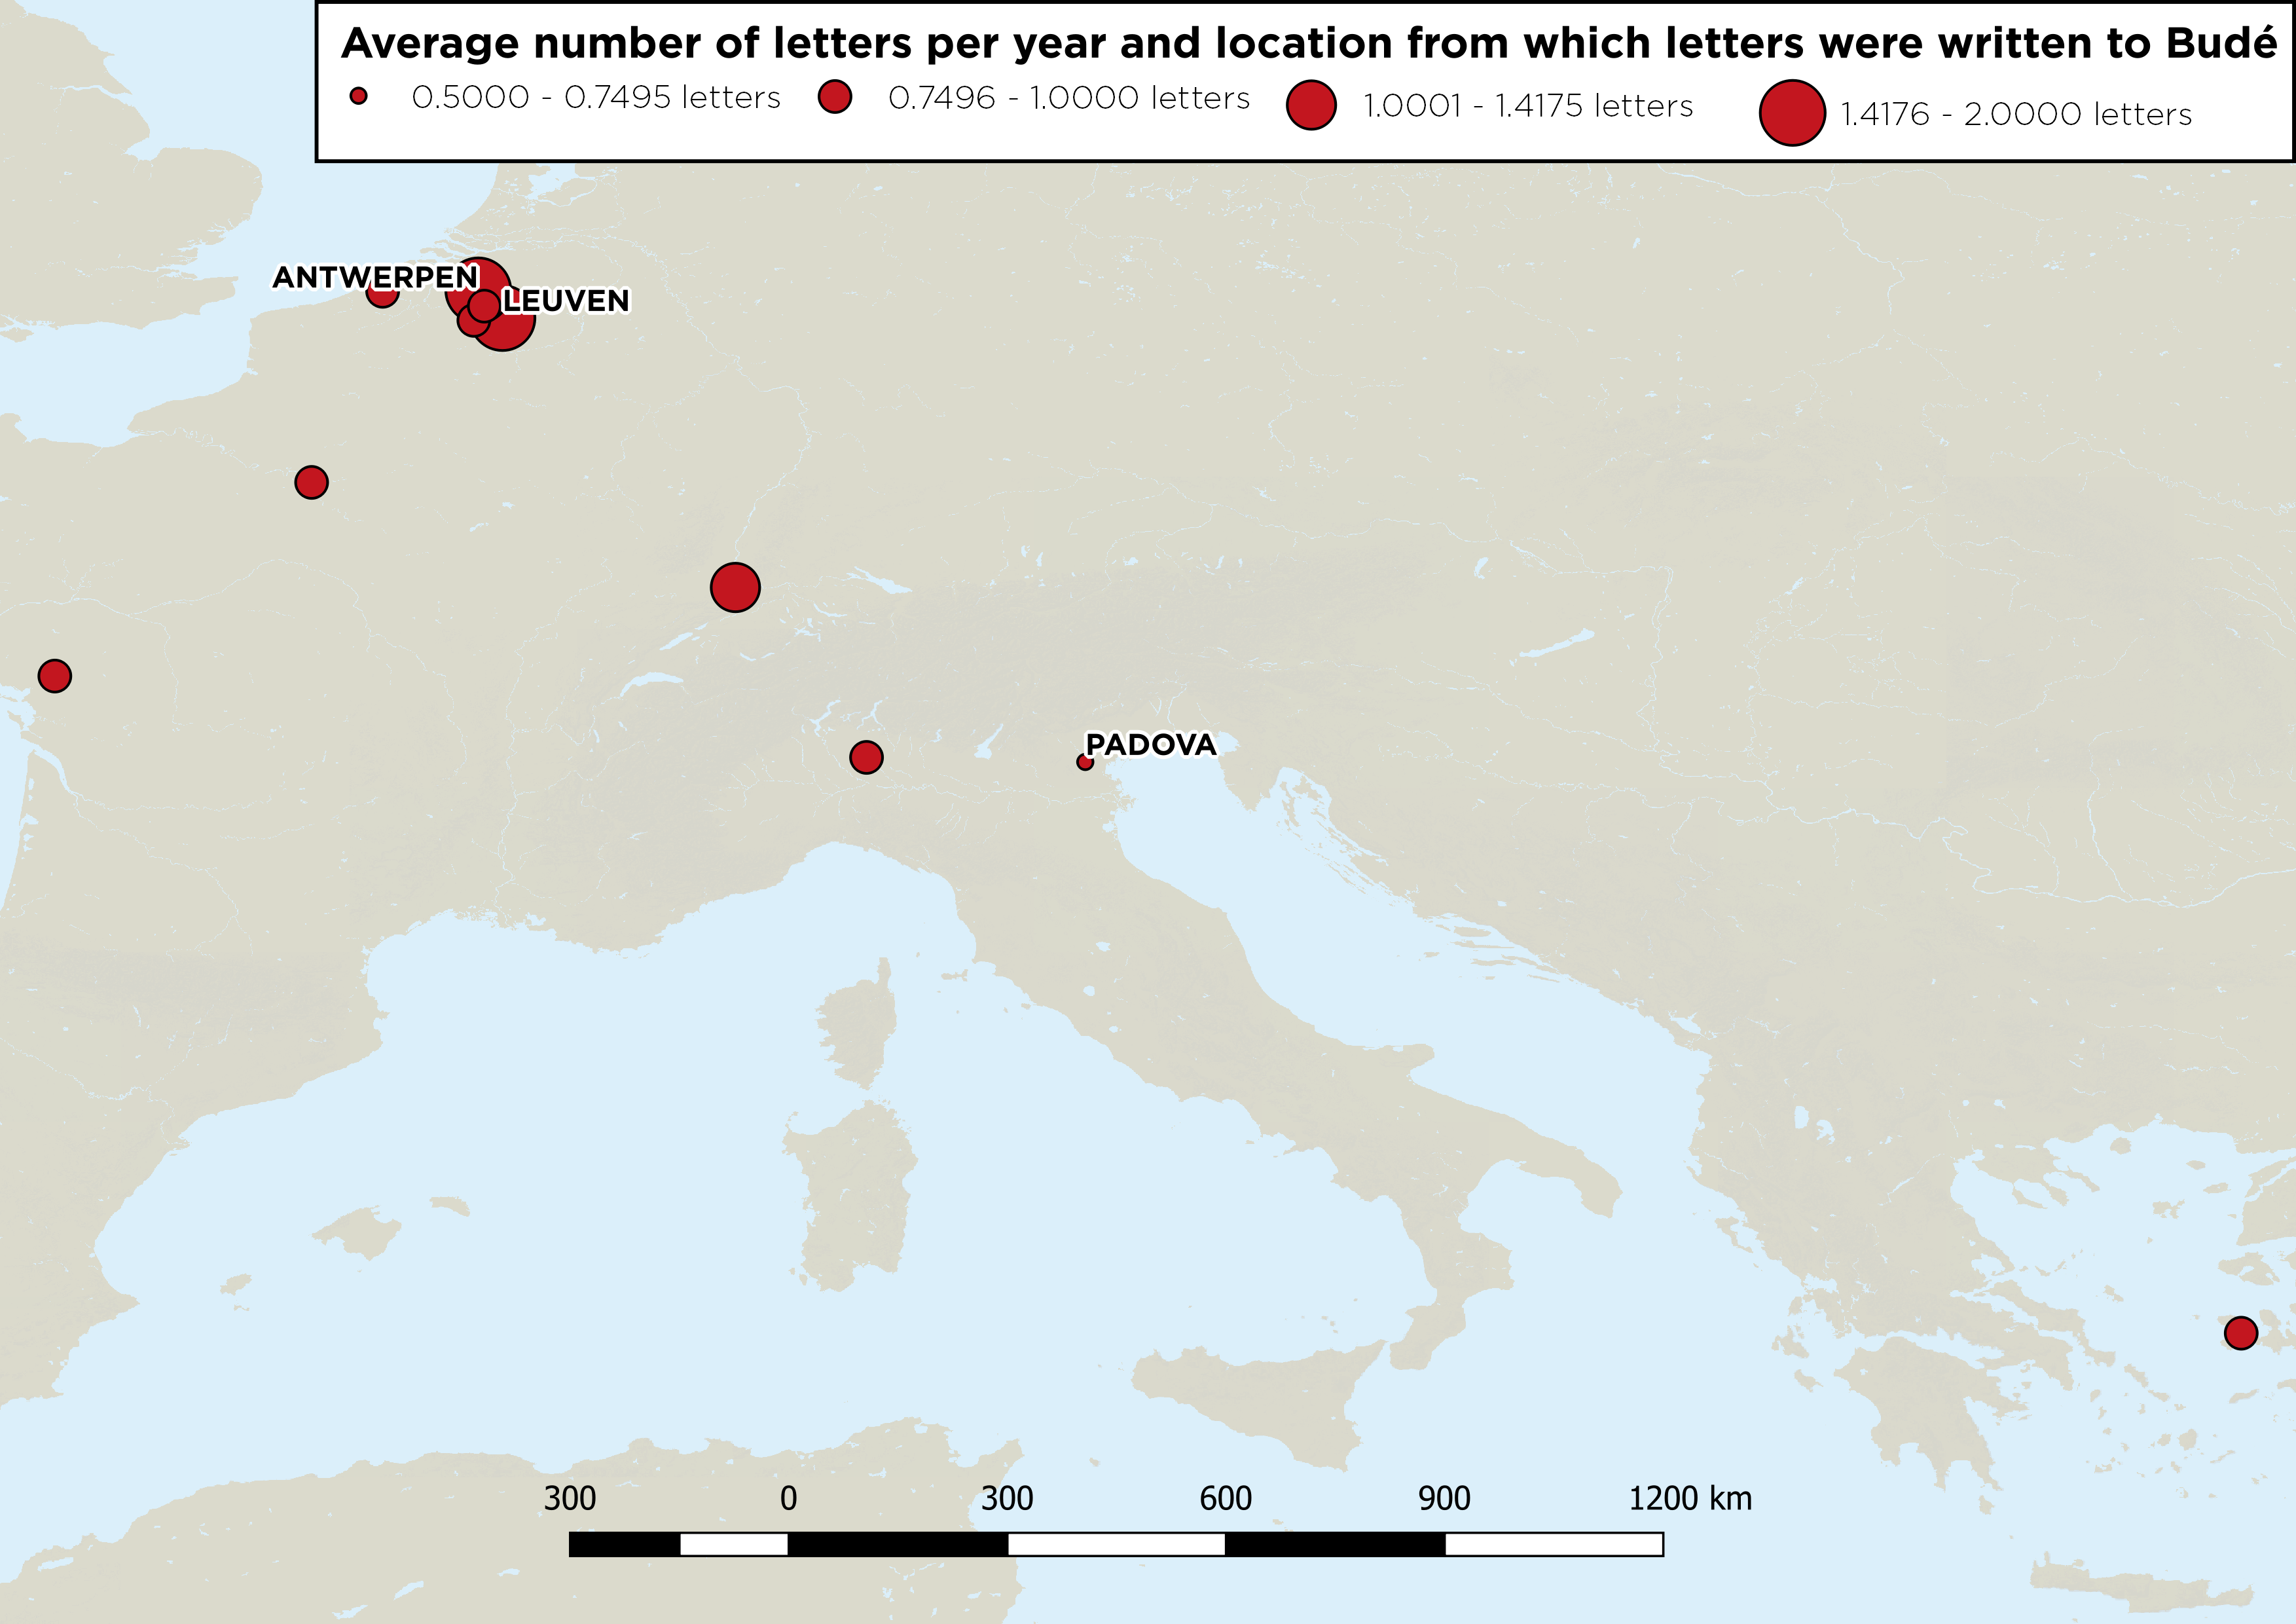 Average number of letters per year and location from which letters were written to Budé
0.5000 - 0.7495 letters 0.7496 - 1.0000 letters 1.0001 - 1.4175 letters 1.4176 - 2.0000 letters
ANTWERPEN
LEUVEN
PADOVA
300 0 300 600 900 1200 km